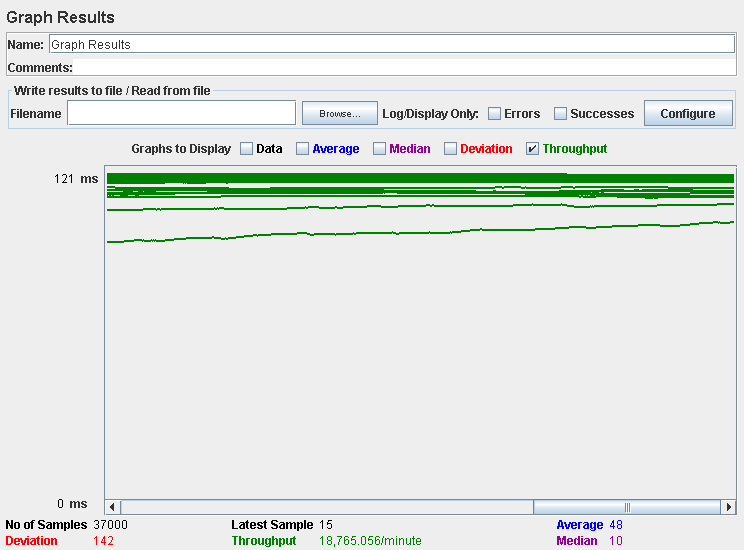 Graph Results
Name: Graph Results
Comments:
Write results to file / Read from file
Filename Browse... Log/Display Only: Errors Successes Configure
Graphs to Display Data Average Median Deviation Throughput
121 ms
0 ms
No of Samples 37000 Latest Sample 15 Average 48
Deviation 142 Throughput 18,765.056/minute Median 10